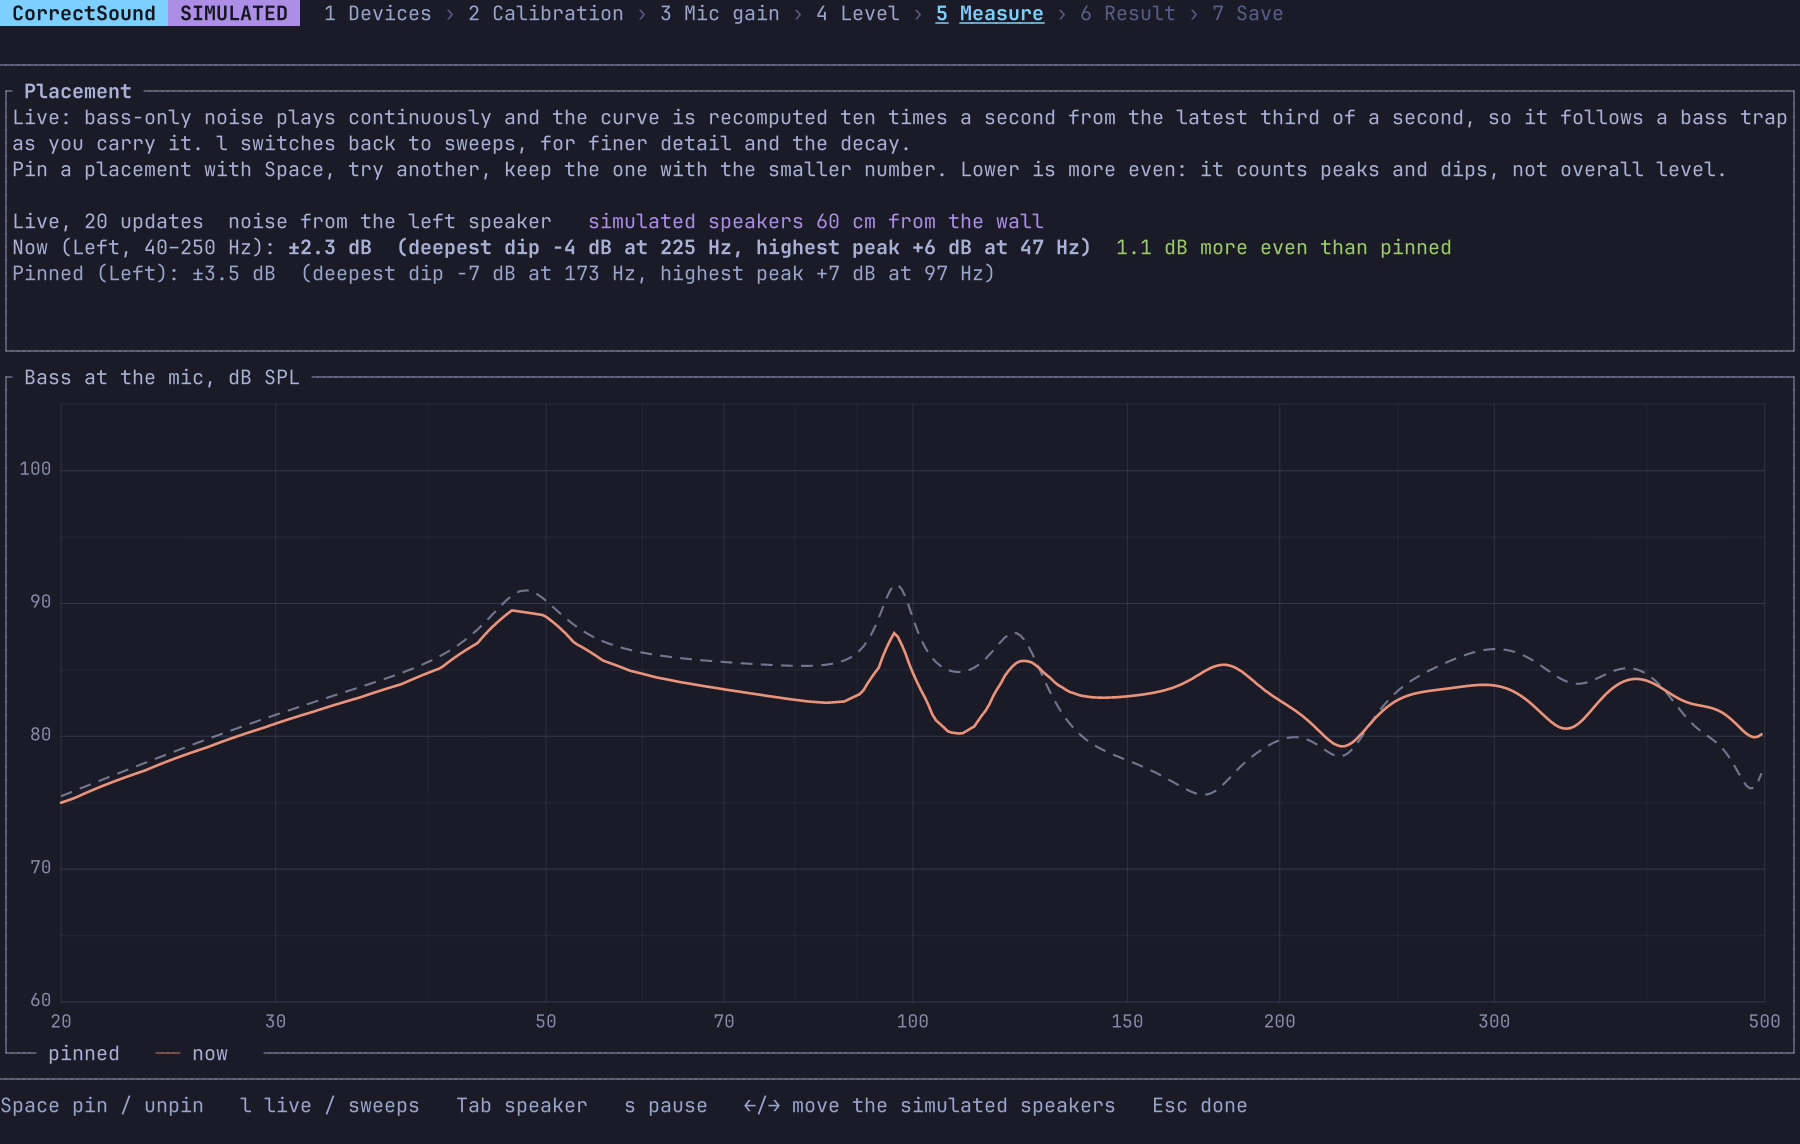 CorrectSound SIMULATED 1 Devices › 2 Calibration › 3 Mic gain › 4 Level › 5 Measure › 6 Result › 7 Save
Placement
Live: bass-only noise plays continuously and the curve is recomputed ten times a second from the latest third of a second, so it follows a bass trap
as you carry it. l switches back to sweeps, for finer detail and the decay.
Pin a placement with Space, try another, keep the one with the smaller number. Lower is more even: it counts peaks and dips, not overall level.
Live, 20 updates  noise from the left speaker   simulated speakers 60 cm from the wall
Now (Left, 40–250 Hz): ±2.3 dB  (deepest dip -4 dB at 225 Hz, highest peak +6 dB at 47 Hz)  1.1 dB more even than pinned
Pinned (Left): ±3.5 dB  (deepest dip -7 dB at 173 Hz, highest peak +7 dB at 97 Hz)
Bass at the mic, dB SPL
100
90
80
70
60
20 30 50 70 100 150 200 300 500
pinned now
Space pin / unpin   l live / sweeps   Tab speaker   s pause   ←/→ move the simulated speakers   Esc done